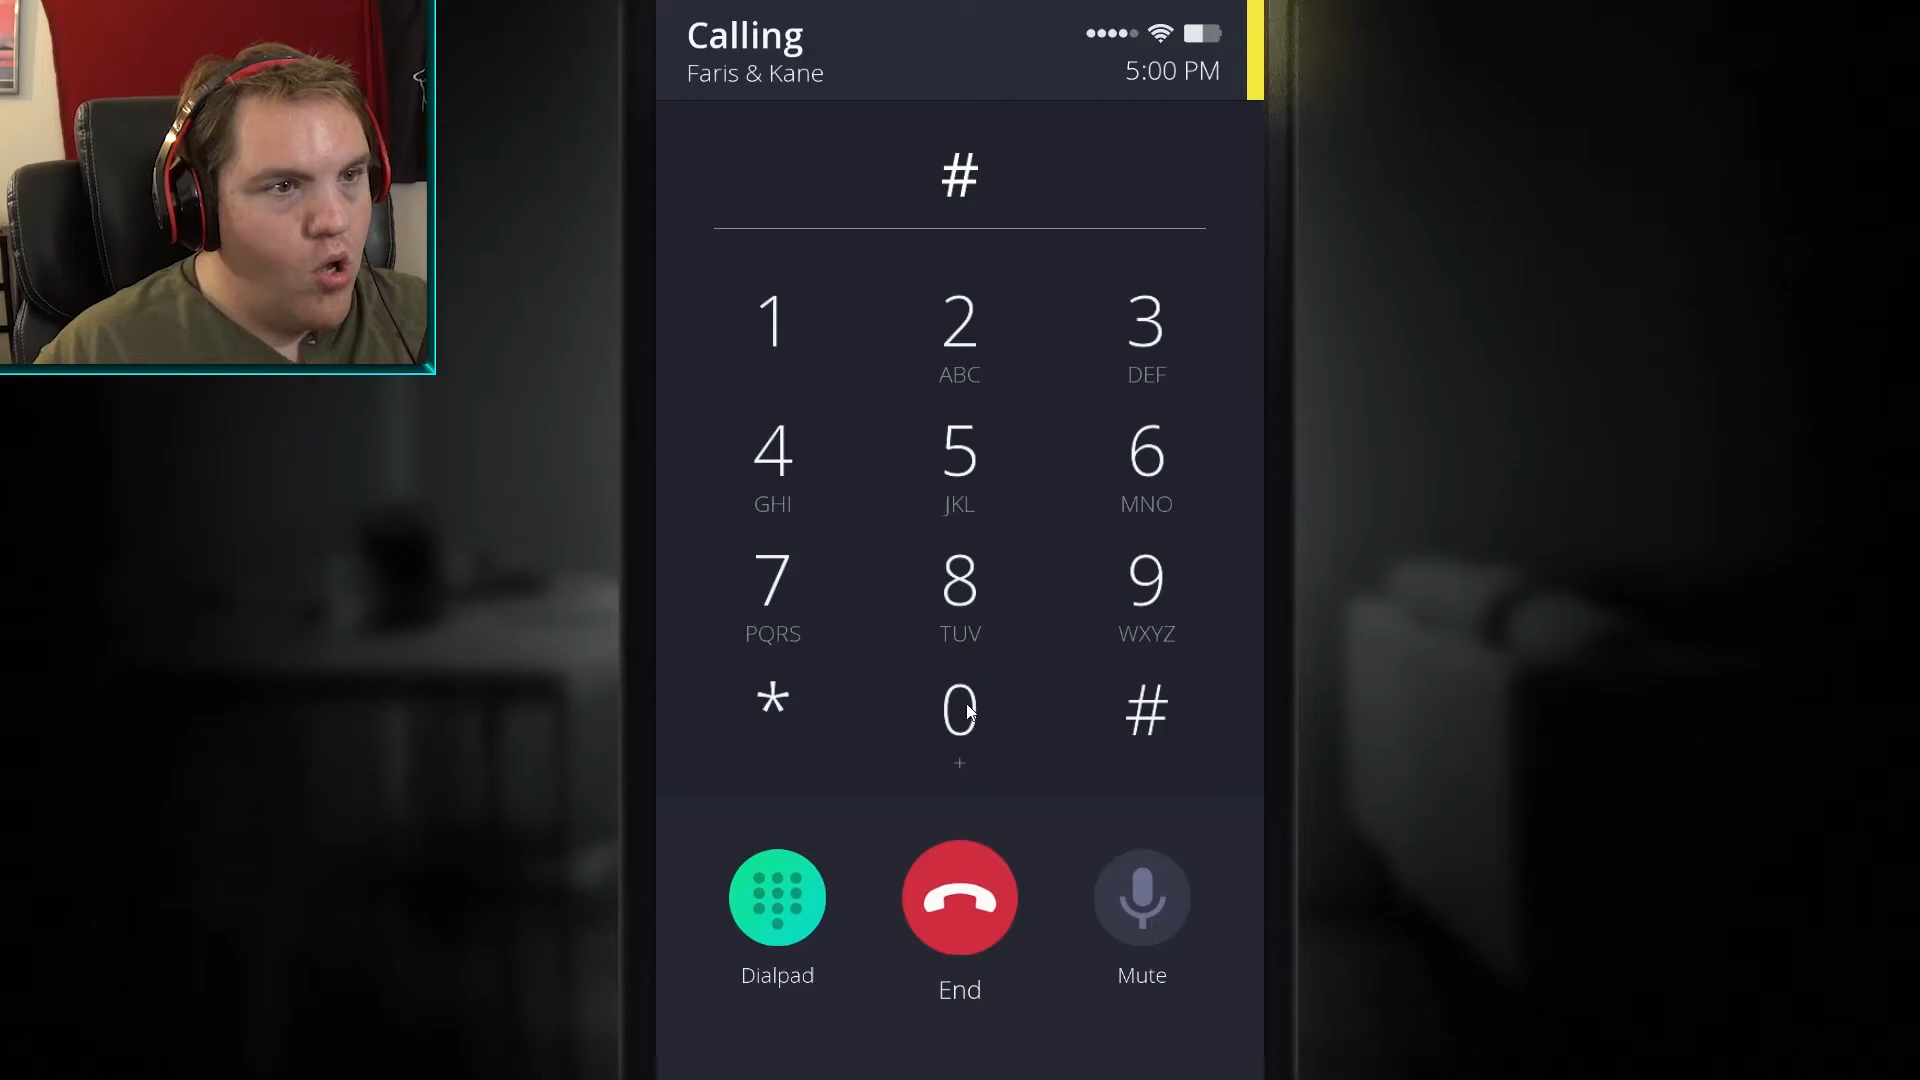 Calling
Faris & Kane
5:00 PM
#
1 2 3
ABC DEF
4 5 6
GHI JKL MNO
7 8 9
PQRS TUV WXYZ
* 0 #
+
Dialpad End Mute